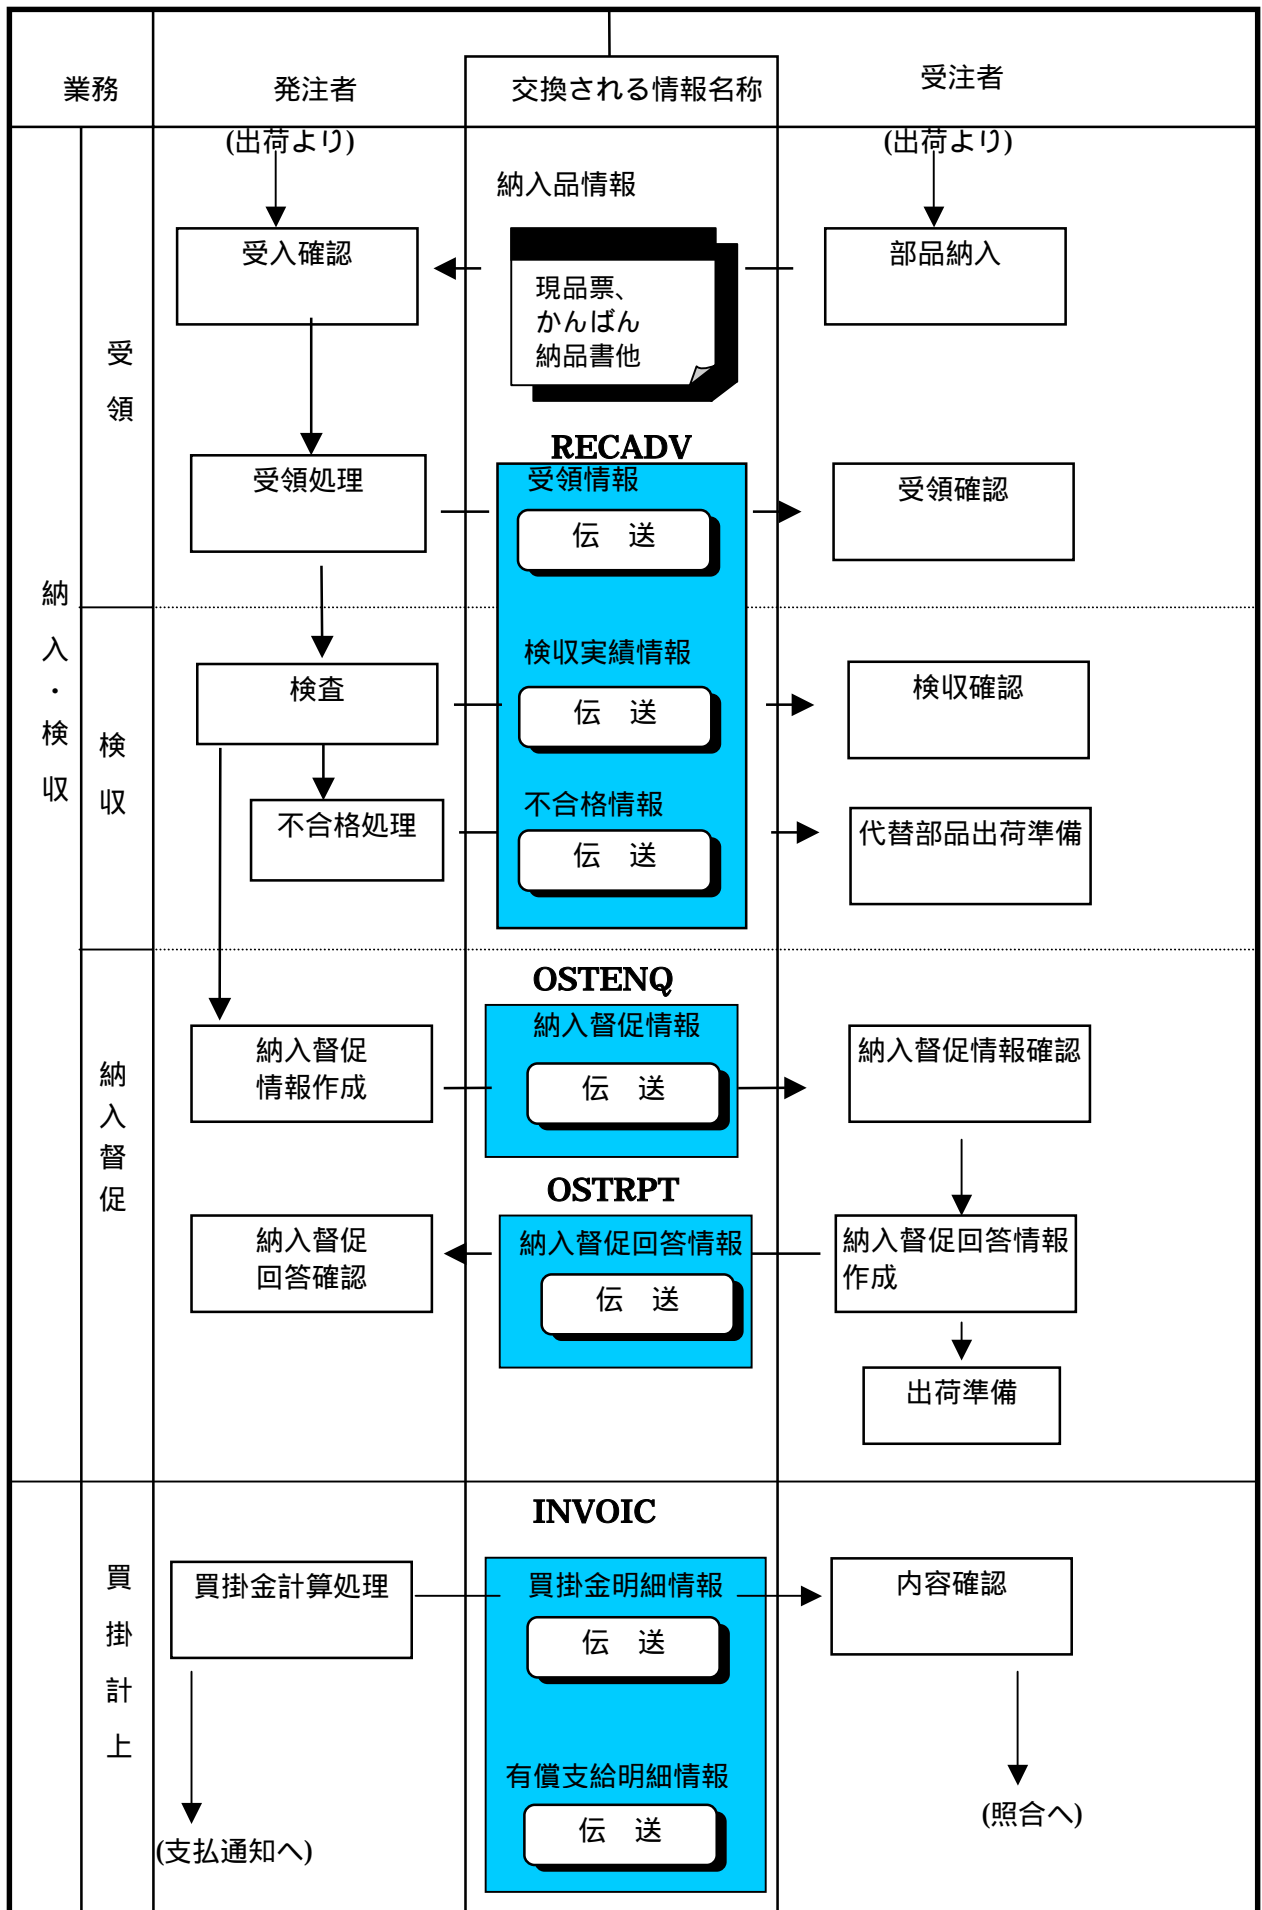 業務
発注者
交換される情報名称
受注者
(出荷より)
(出荷より)
納入品情報
受入確認
部品納入
現品票、
かんばん
納品書他
受領
RECADV
受領処理
受領情報
伝　送
受領確認
納入・検収
検収
検査
検収実績情報
伝　送
検収確認
不合格処理
不合格情報
伝　送
代替部品出荷準備
納入督促
OSTENQ
納入督促
情報作成
納入督促情報
伝　送
納入督促情報確認
OSTRPT
納入督促
回答確認
納入督促回答情報
伝　送
納入督促回答情報
作成
出荷準備
買掛計上
INVOIC
買掛金計算処理
買掛金明細情報
伝　送
内容確認
有償支給明細情報
伝　送
(支払通知へ)
(照合へ)